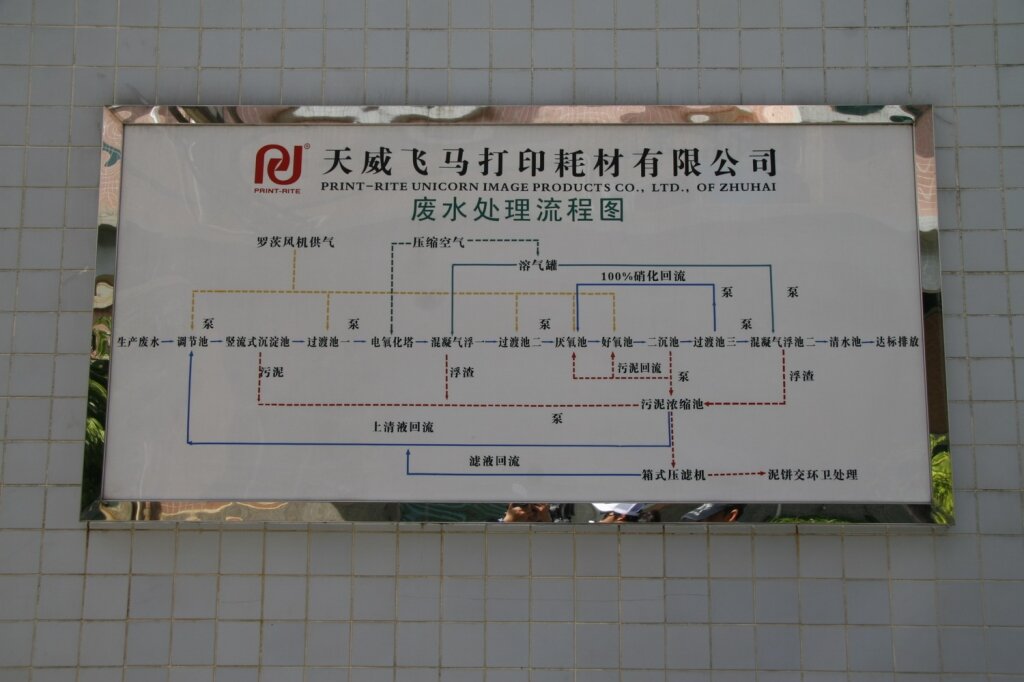 PRINT-RITE
天威飞马打印耗材有限公司
PRINT-RITE UNICORN IMAGE PRODUCTS CO., LTD., OF ZHUHAI
废水处理流程图
罗茨风机供气 压缩空气
溶气罐
100%硝化回流
泵 泵
泵 泵 泵 泵
生产废水 调节池 竖流式沉淀池 过渡池一 电氧化塔 混凝气浮一 过渡池二 厌氧池 好氧池 二沉池 过渡池三 混凝气浮池二 清水池 达标排放
污泥 浮渣 污泥回流 泵 浮渣
污泥浓缩池
泵
上清液回流
滤液回流
箱式压滤机 泥饼交环卫处理